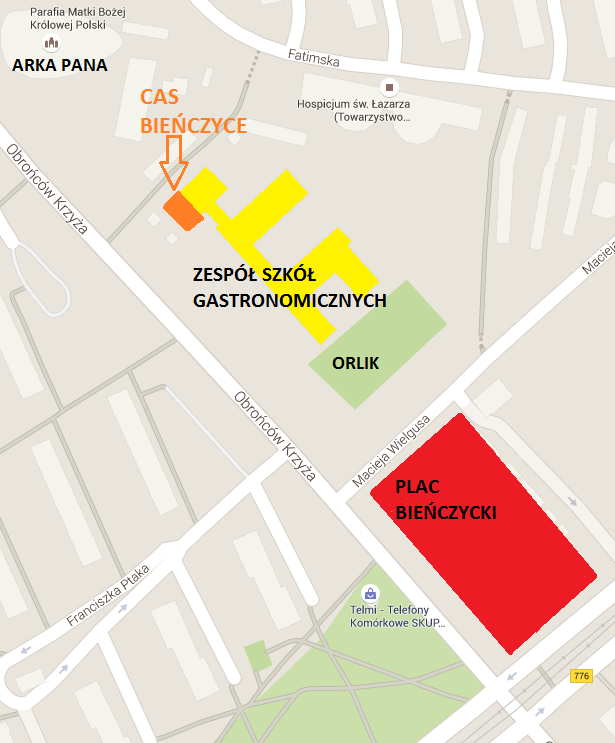 Parafia Matki Bożej
Królowej Polski
ARKA PANA
Fatimska
CAS
BIEŃCZYCE
Hospicjum św. Łazarza
(Towarzystwo...
Obrońców Krzyża
Macieja
ZESPÓŁ SZKÓŁ
GASTRONOMICZNYCH
ORLIK
Obrońców Krzyża
Macieja Wielgusa
PLAC
BIEŃCZYCKI
Franciszka Ptaka
Telmi - Telefony
Komórkowe SKUP...
776